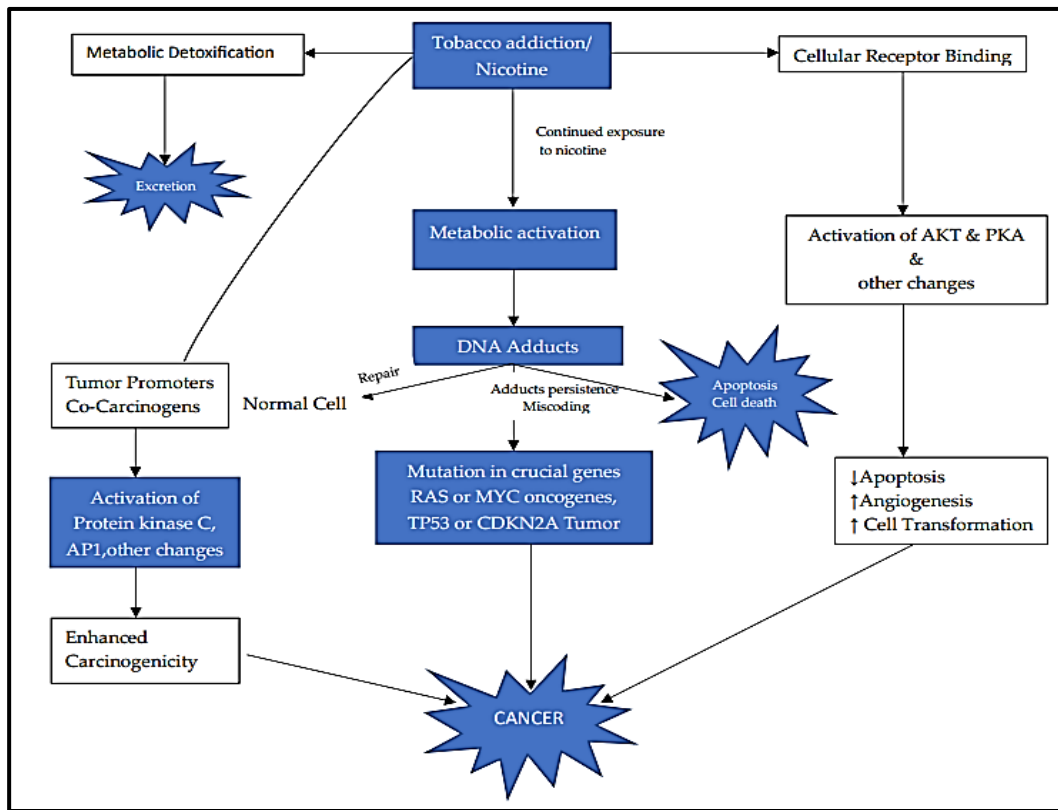 Metabolic Detoxification
Tobacco addiction/
Nicotine
Cellular Receptor Binding
Continued exposure
to nicotine
Excretion
Metabolic activation
Activation of AKT & PKA
&
other changes
DNA Adducts
Repair
Adducts persistence
Miscoding
Apoptosis
Cell death
Tumor Promoters
Co-Carcinogens
Normal Cell
Mutation in crucial genes
RAS or MYC oncogenes,
TP53 or CDKN2A Tumor
↓Apoptosis
↑Angiogenesis
↑ Cell Transformation
Activation of
Protein kinase C,
AP1,other changes
Enhanced
Carcinogenicity
CANCER